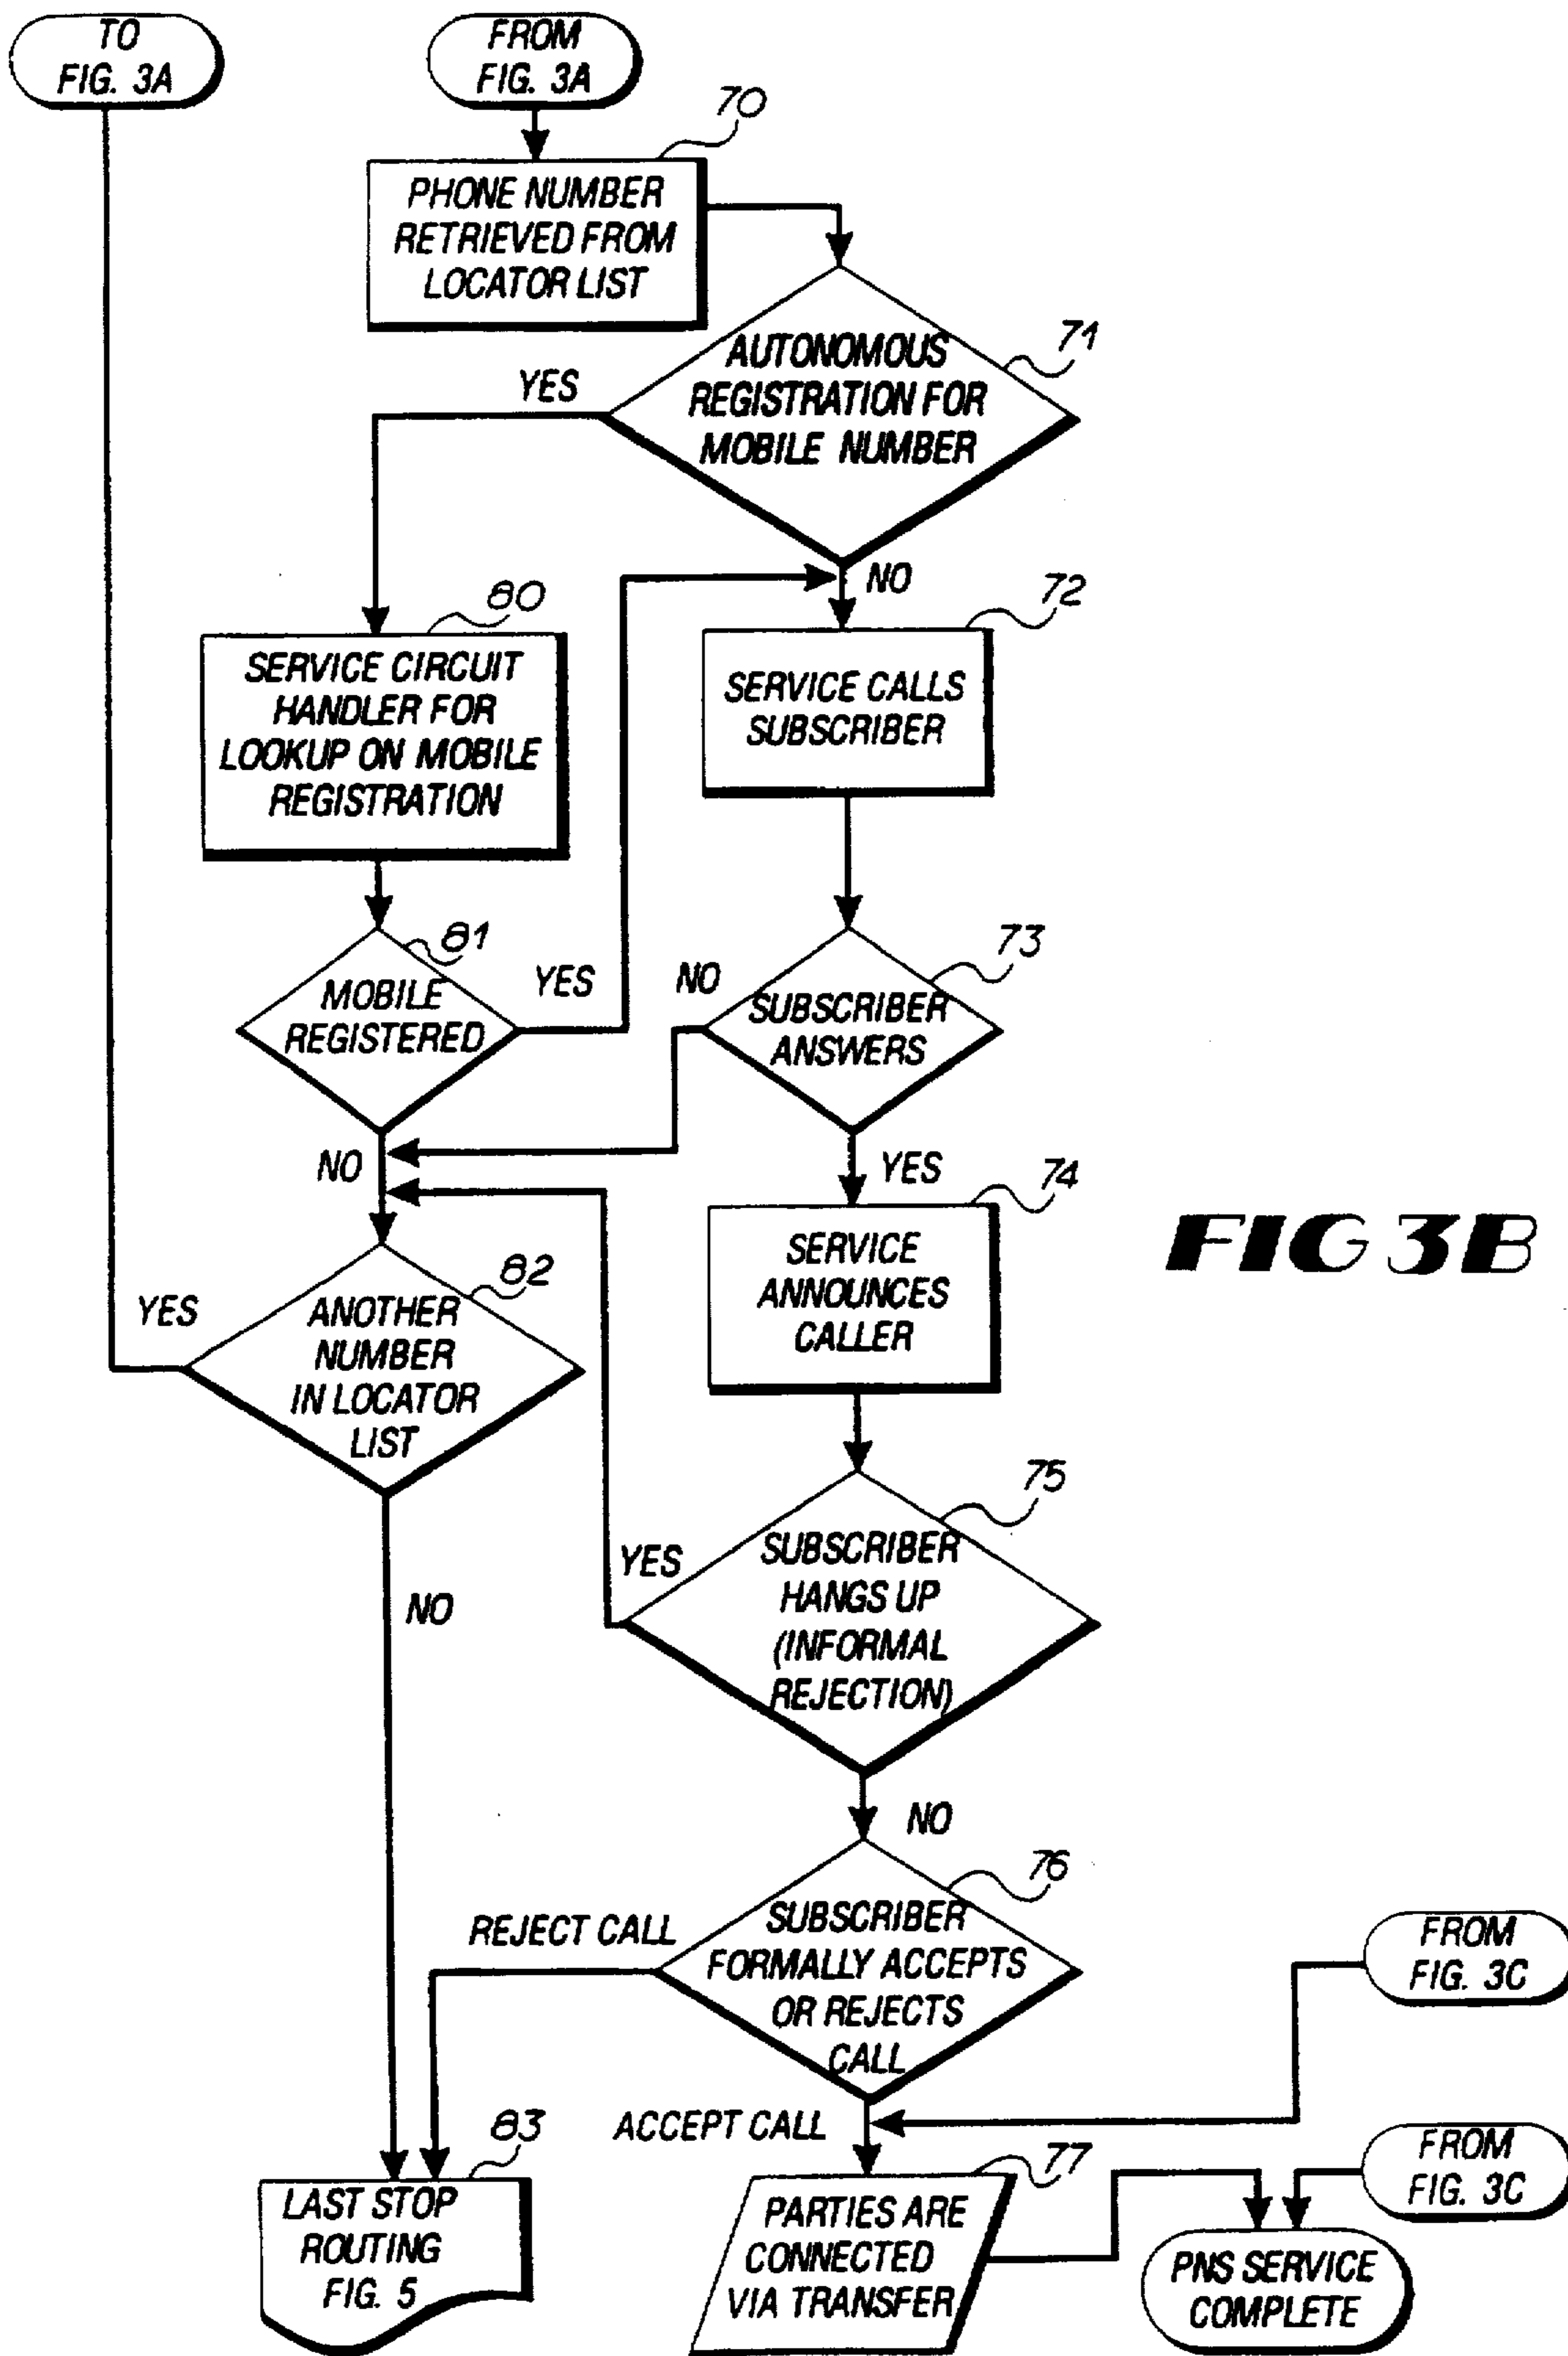 TO
FIG. 3A
FROM
FIG. 3A
70
PHONE NUMBER
RETRIEVED FROM
LOCATOR LIST
71
AUTONOMOUS
REGISTRATION FOR
MOBILE NUMBER
YES
NO
80
SERVICE CIRCUIT
HANDLER FOR
LOOKUP ON MOBILE
REGISTRATION
72
SERVICE CALLS
SUBSCRIBER
81
MOBILE
REGISTERED
YES
NO
73
SUBSCRIBER
ANSWERS
NO
YES
82
ANOTHER
NUMBER
IN LOCATOR
LIST
YES
NO
74
SERVICE
ANNOUNCES
CALLER
FIG 3B
75
SUBSCRIBER
HANGS UP
(INFORMAL
REJECTION)
YES
NO
76
SUBSCRIBER
FORMALLY ACCEPTS
OR REJECTS
CALL
REJECT CALL
ACCEPT CALL
FROM
FIG. 3C
83
LAST STOP
ROUTING
FIG. 5
77
PARTIES ARE
CONNECTED
VIA TRANSFER
FROM
FIG. 3C
PNS SERVICE
COMPLETE